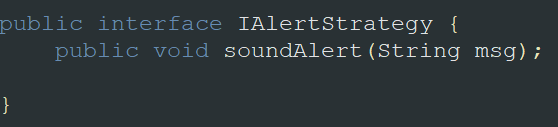 public interface IAlertStrategy {
    public void soundAlert(String msg);
}